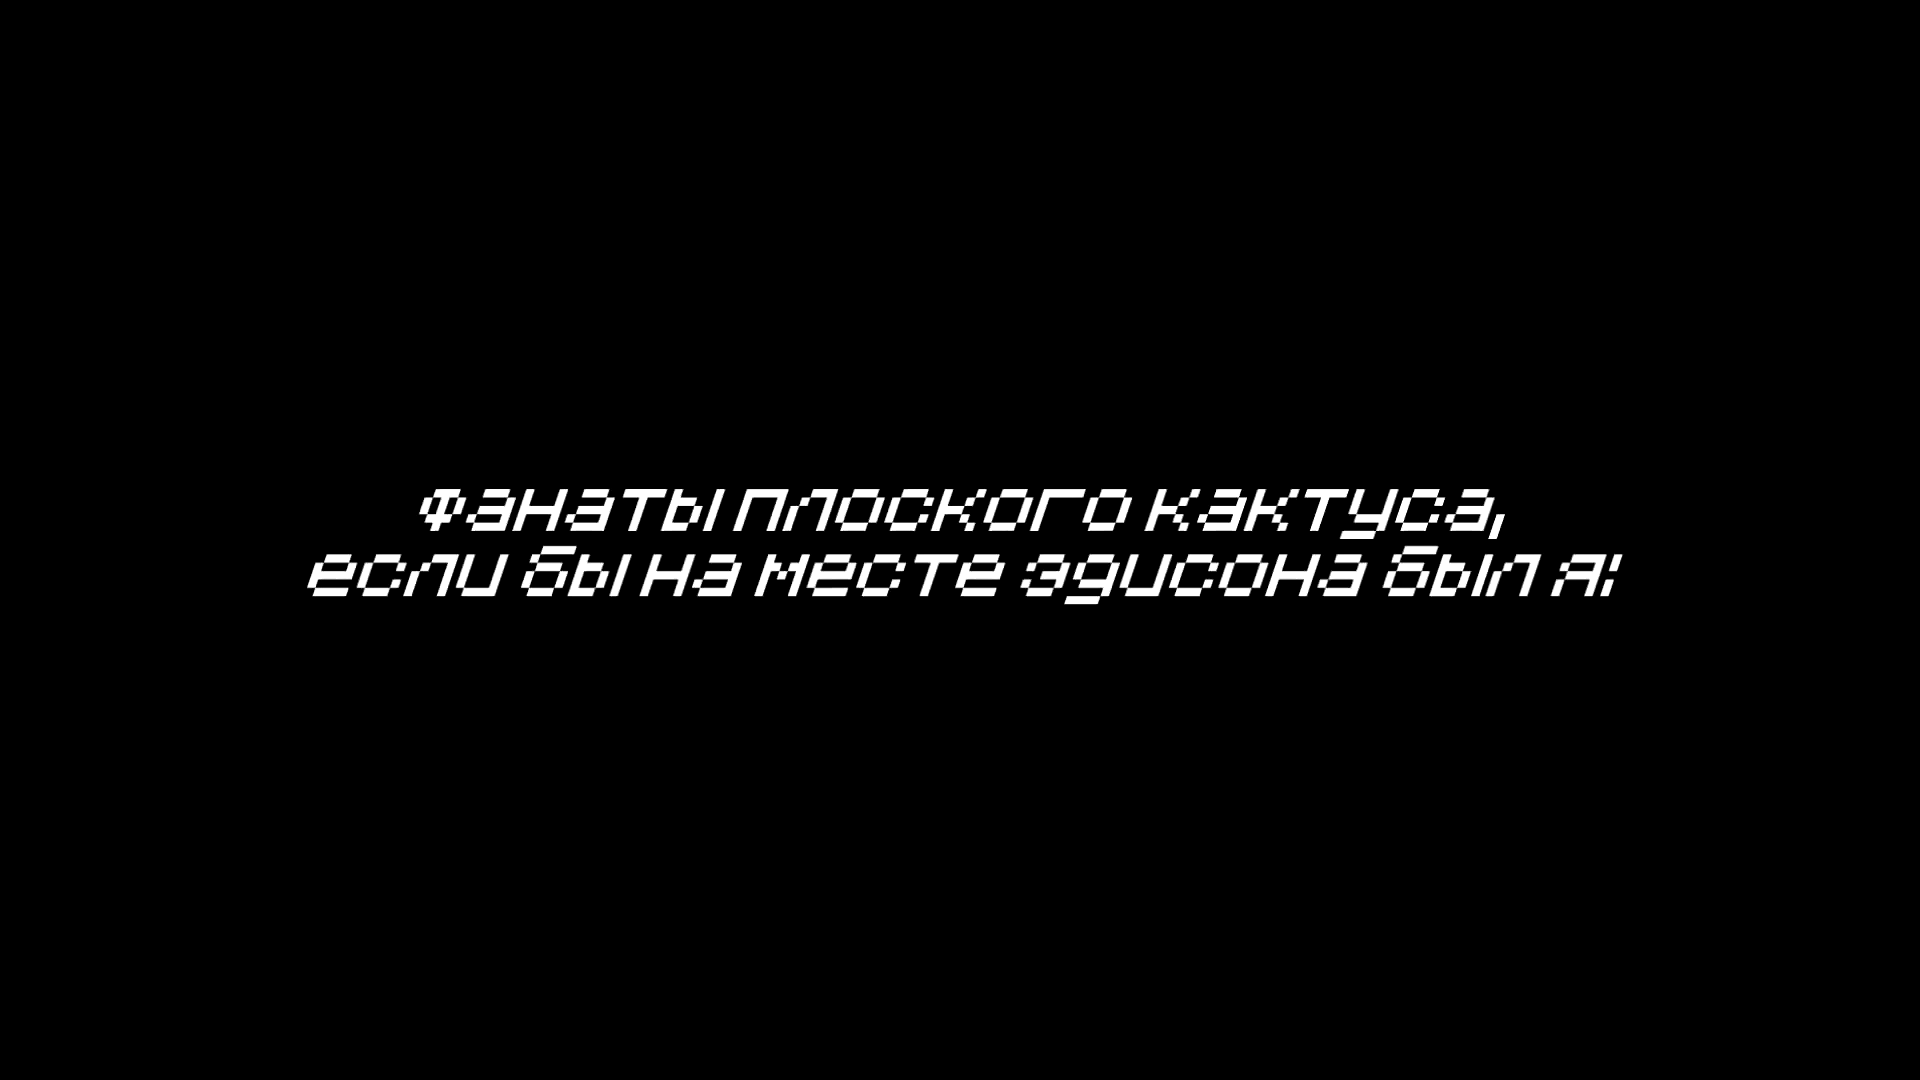 фанаты плоского кактуса,
если бы на месте эдисона был я: